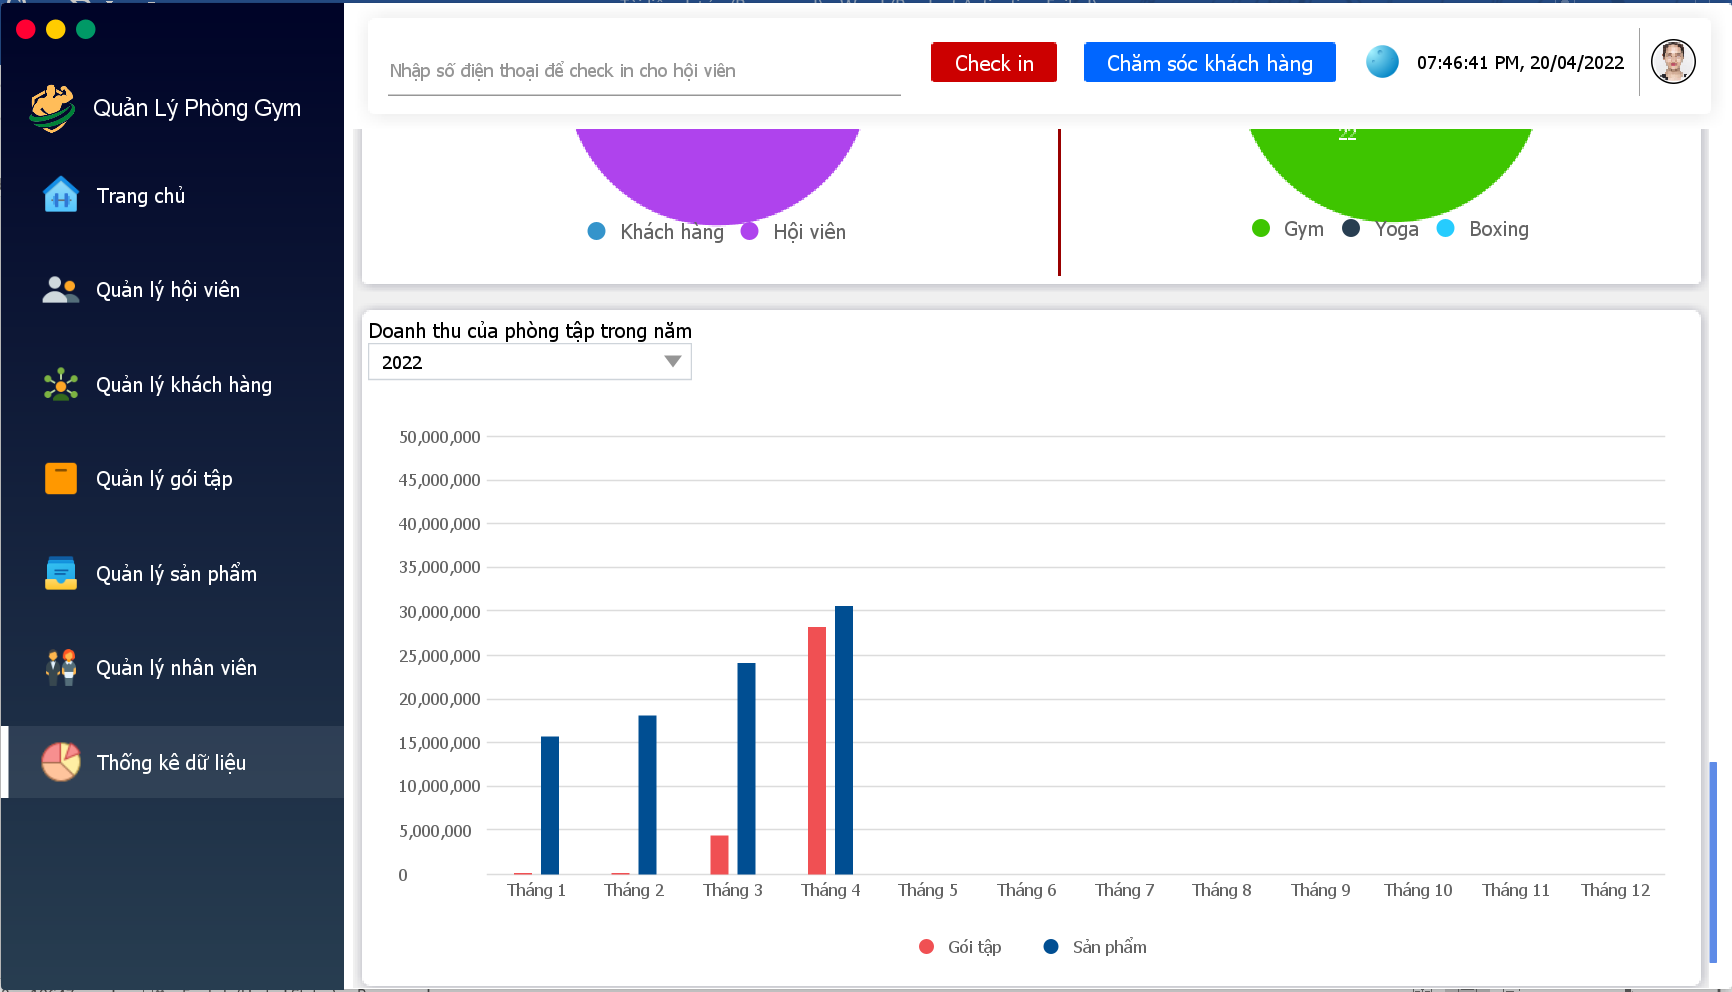 Quản Lý Phòng Gym
Trang chủ
Quản lý hội viên
Quản lý khách hàng
Quản lý gói tập
Quản lý sản phẩm
Quản lý nhân viên
Thống kê dữ liệu
Nhập số điện thoại để check in cho hội viên
Check in
Chăm sóc khách hàng
07:46:41 PM, 20/04/2022
22
Khách hàng Hội viên
Gym Yoga Boxing
Doanh thu của phòng tập trong năm
2022
50,000,000
45,000,000
40,000,000
35,000,000
30,000,000
25,000,000
20,000,000
15,000,000
10,000,000
5,000,000
0
Tháng 1 Tháng 2 Tháng 3 Tháng 4 Tháng 5 Tháng 6 Tháng 7 Tháng 8 Tháng 9 Tháng 10 Tháng 11 Tháng 12
Gói tập Sản phẩm